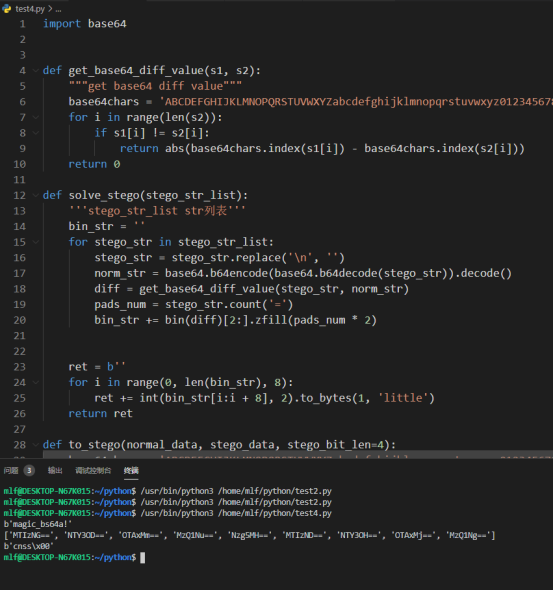 test4.py > ...
1 import base64
2
3
4 def get_base64_diff_value(s1, s2):
5 """get base64 diff value"""
6 base64chars = 'ABCDEFGHIJKLMNOPQRSTUVWXYZabcdefghijklmnopqrstuvwxyz012345678
7 for i in range(len(s2)):
8 if s1[i] != s2[i]:
9 return abs(base64chars.index(s1[i]) - base64chars.index(s2[i]))
10 return 0
11
12 def solve_stego(stego_str_list):
13 '''stego_str_list str列表'''
14 bin_str = ''
15 for stego_str in stego_str_list:
16 stego_str = stego_str.replace('\n', '')
17 norm_str = base64.b64encode(base64.b64decode(stego_str)).decode()
18 diff = get_base64_diff_value(stego_str, norm_str)
19 pads_num = stego_str.count('=')
20 bin_str += bin(diff)[2:].zfill(pads_num * 2)
21
22
23 ret = b''
24 for i in range(0, len(bin_str), 8):
25 ret += int(bin_str[i:i + 8], 2).to_bytes(1, 'little')
26 return ret
27
28 def to_stego(normal_data, stego_data, stego_bit_len=4):
问题 3 输出 调试控制台 终端
mlf@DESKTOP-N67K015:~/python$ /usr/bin/python3 /home/mlf/python/test2.py
mlf@DESKTOP-N67K015:~/python$ /usr/bin/python3 /home/mlf/python/test2.py
mlf@DESKTOP-N67K015:~/python$ /usr/bin/python3 /home/mlf/python/test4.py
b'magic_bs64a!'
['MTIzNG==', 'NTY3OD==', 'OTAxMm==', 'MzQ1Nu==', 'Nzg5MH==', 'MTIzND==', 'NTY3OH==', 'OTAxMj==', 'MzQ1Ng==']
b'cnss\x00'
mlf@DESKTOP-N67K015:~/python$